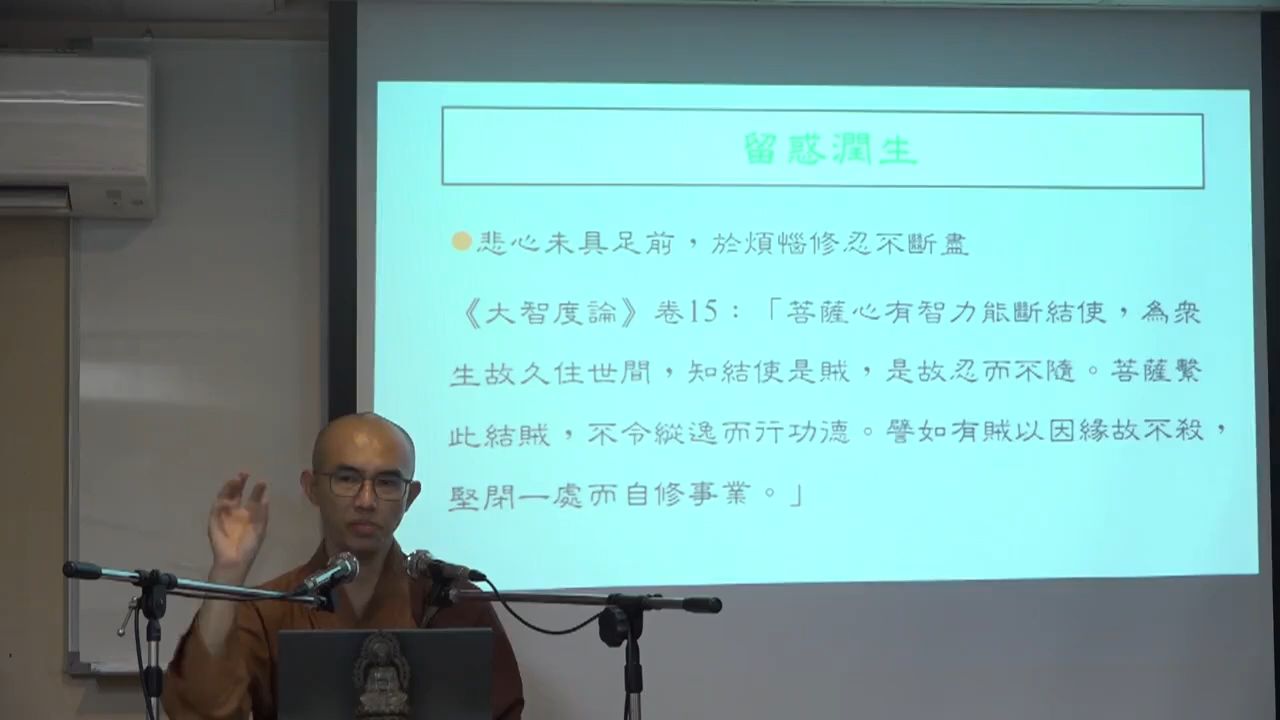 留惑潤生
●悲心未具足前，於煩惱修忍不斷盡
《大智度論》卷15：「菩薩心有智力能斷結使，為衆
生故久住世間，知結使是賊，是故忍而不隨。菩薩繫
此結賊，不令縱逸而行功德。譬如有賊以因緣故不殺，
堅閉一處而自修事業。」